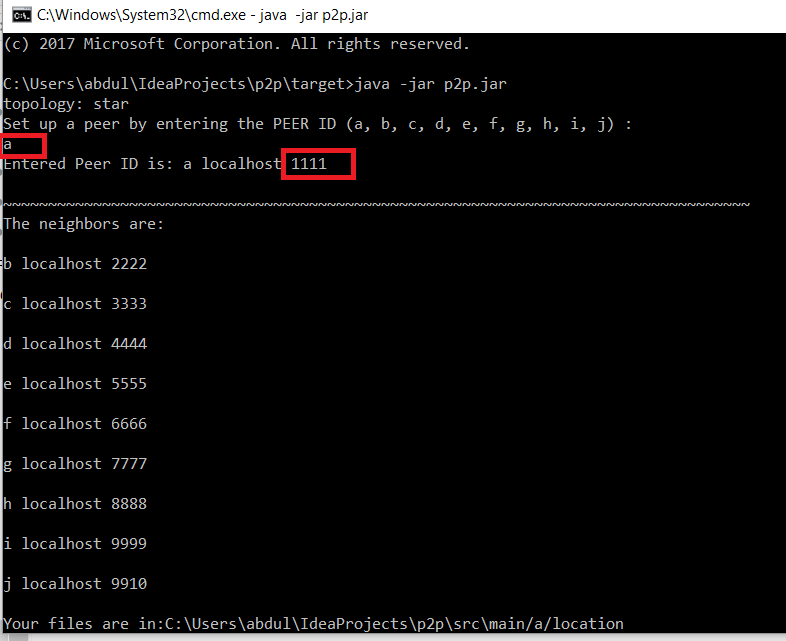 C:\Windows\System32\cmd.exe - java -jar p2p.jar
(c) 2017 Microsoft Corporation. All rights reserved.
C:\Users\abdul\IdeaProjects\p2p\target>java -jar p2p.jar
topology: star
Set up a peer by entering the PEER ID (a, b, c, d, e, f, g, h, i, j) :
a
Entered Peer ID is: a localhost 1111
~~~~~~~~~~~~~~~~~~~~~~~~~~~~~~~~~~~~~~~~~~~~~~~~~~~~~~~~~~~~~~~~~~~~~~~~~~~~~~~~~~~
The neighbors are:
b localhost 2222
c localhost 3333
d localhost 4444
e localhost 5555
f localhost 6666
g localhost 7777
h localhost 8888
i localhost 9999
j localhost 9910
Your files are in:C:\Users\abdul\IdeaProjects\p2p\src\main/a/location